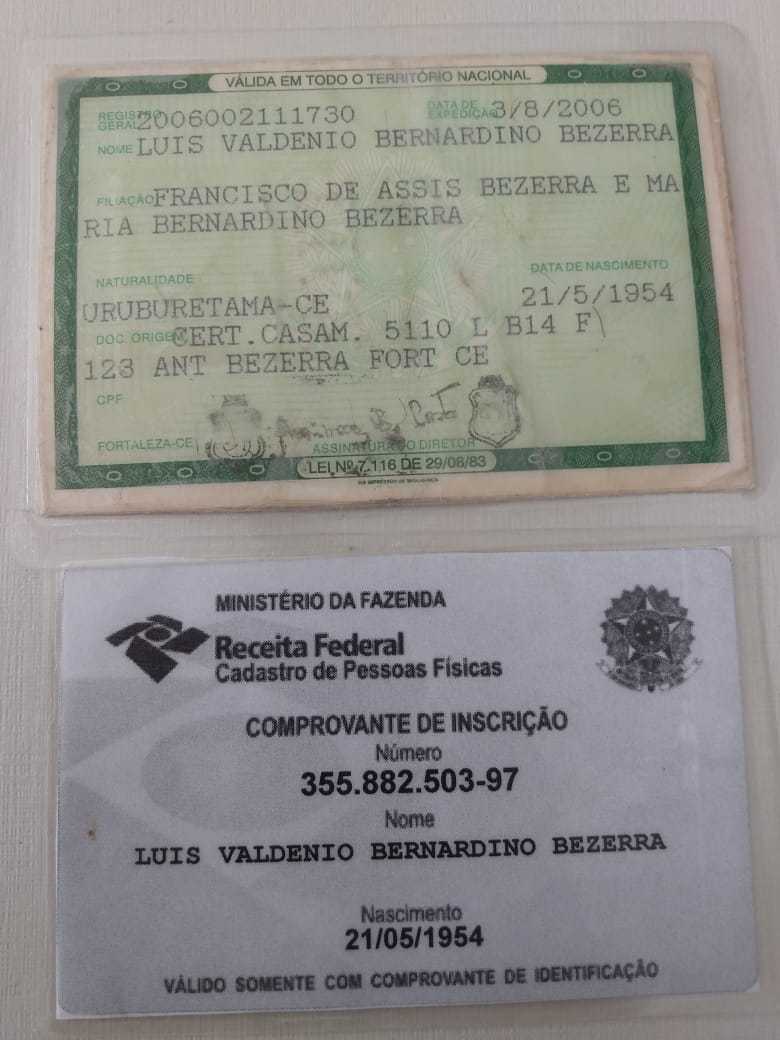 VÁLIDA EM TODO O TERRITÓRIO NACIONAL
REGISTRO GERAL 2006002111730 DATA DE EXPEDIÇÃO 3/8/2006
NOME LUIS VALDENIO BERNARDINO BEZERRA
FILIAÇÃO FRANCISCO DE ASSIS BEZERRA E MA
RIA BERNARDINO BEZERRA
NATURALIDADE DATA DE NASCIMENTO
URUBURETAMA-CE 21/5/1954
DOC. ORIGEM CERT.CASAM. 5110 L B14 F\
123 ANT BEZERRA FORT CE
CPF
FORTALEZA-CE ASSINATURA DO DIRETOR
LEI Nº 7.116 DE 29/08/83
MINISTÉRIO DA FAZENDA
Receita Federal
Cadastro de Pessoas Físicas
COMPROVANTE DE INSCRIÇÃO
Número
355.882.503-97
Nome
LUIS VALDENIO BERNARDINO BEZERRA
Nascimento
21/05/1954
VÁLIDO SOMENTE COM COMPROVANTE DE IDENTIFICAÇÃO